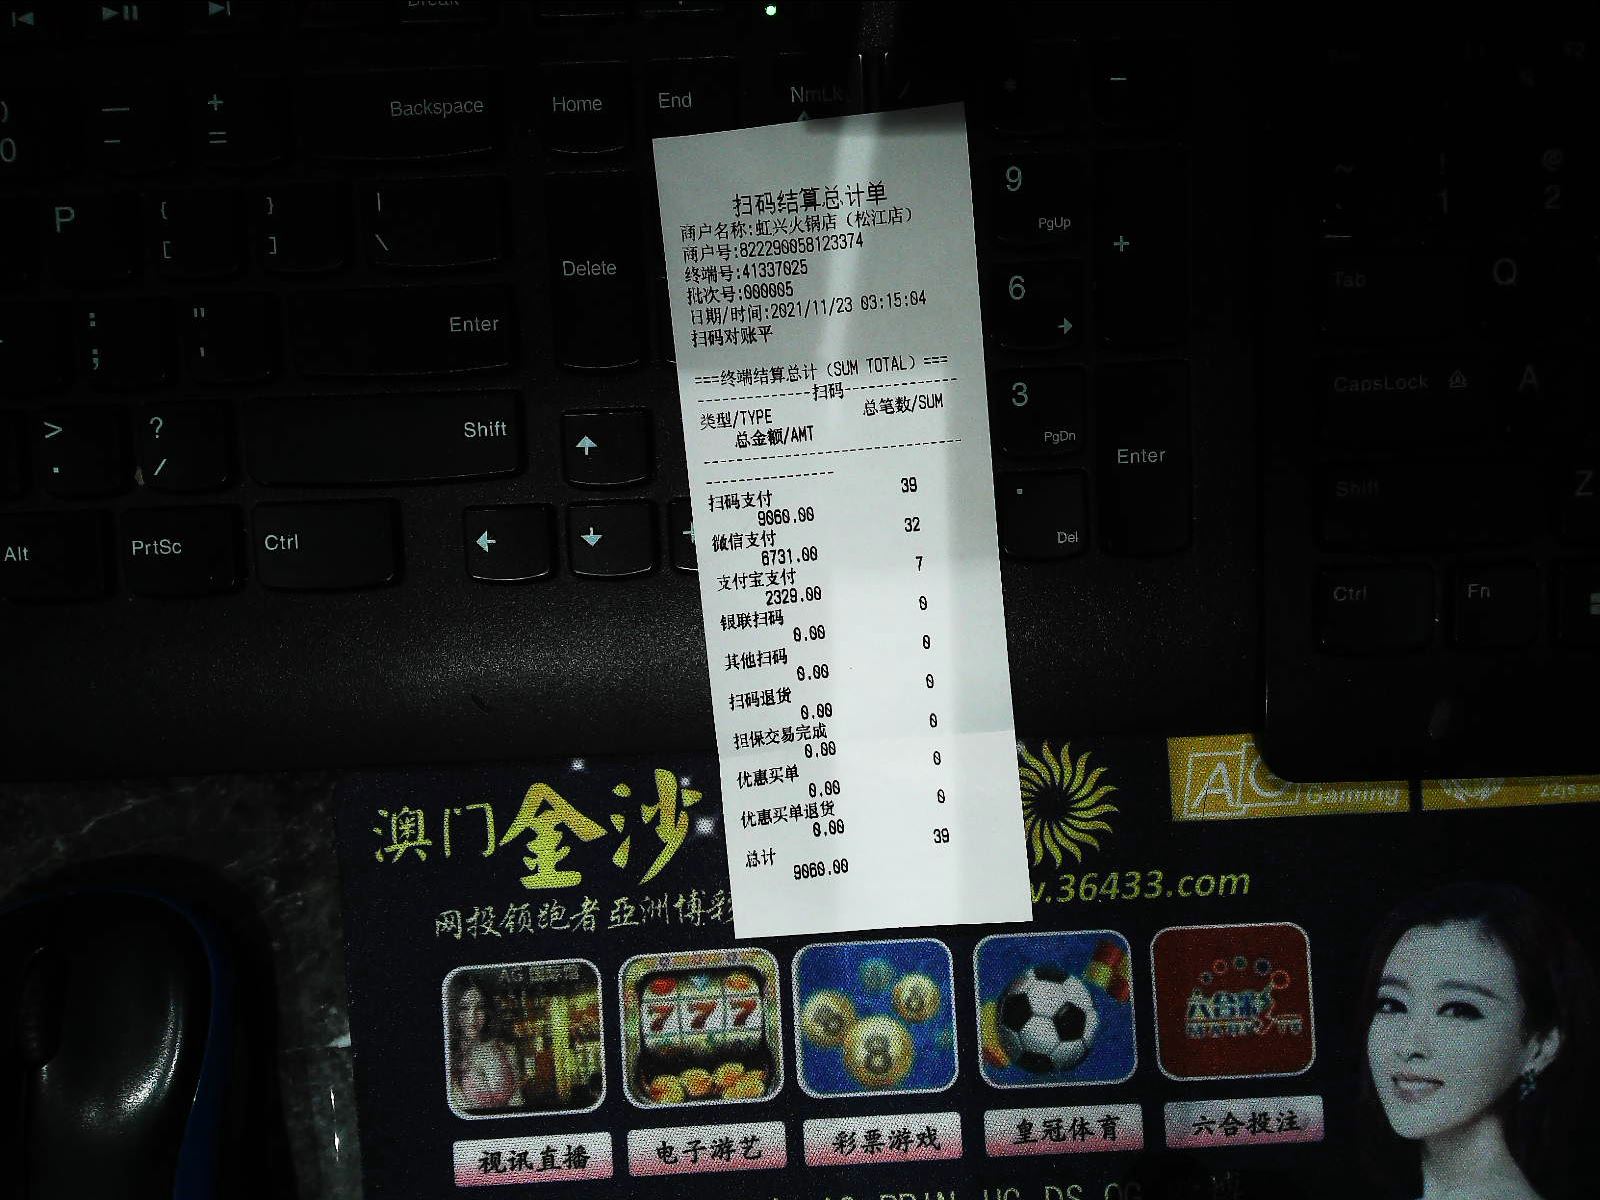 Break
Backspace
Home
End
NmLk
P
Delete
Enter
Shift
Alt
PrtSc
Ctrl
9
PgUp
6
3
PgDn
Enter
Del
Tab
Q
CapsLock
A
Shift
Z
Ctrl
Fn
扫码结算总计单
商户名称:虹兴火锅店（松江店）
商户号:822290058123374
终端号:41337025
批次号:000005
日期/时间:2021/11/23 03:15:04
扫码对账平
===终端结算总计（SUM TOTAL）===
--------------扫码--------------
类型/TYPE 总笔数/SUM
总金额/AMT
扫码支付 39
9060.00
微信支付 32
6731.00
支付宝支付 7
2329.00
银联扫码 0
0.00
其他扫码 0
0.00
扫码退货 0
0.00
担保交易完成 0
0.00
优惠买单 0
0.00
优惠买单退货 0
0.00
总计 39
9060.00
澳门金沙
网投领跑者亞洲博彩
.36433.com
AG Gaming
视讯直播
电子游艺
彩票游戏
皇冠体育
六合投注